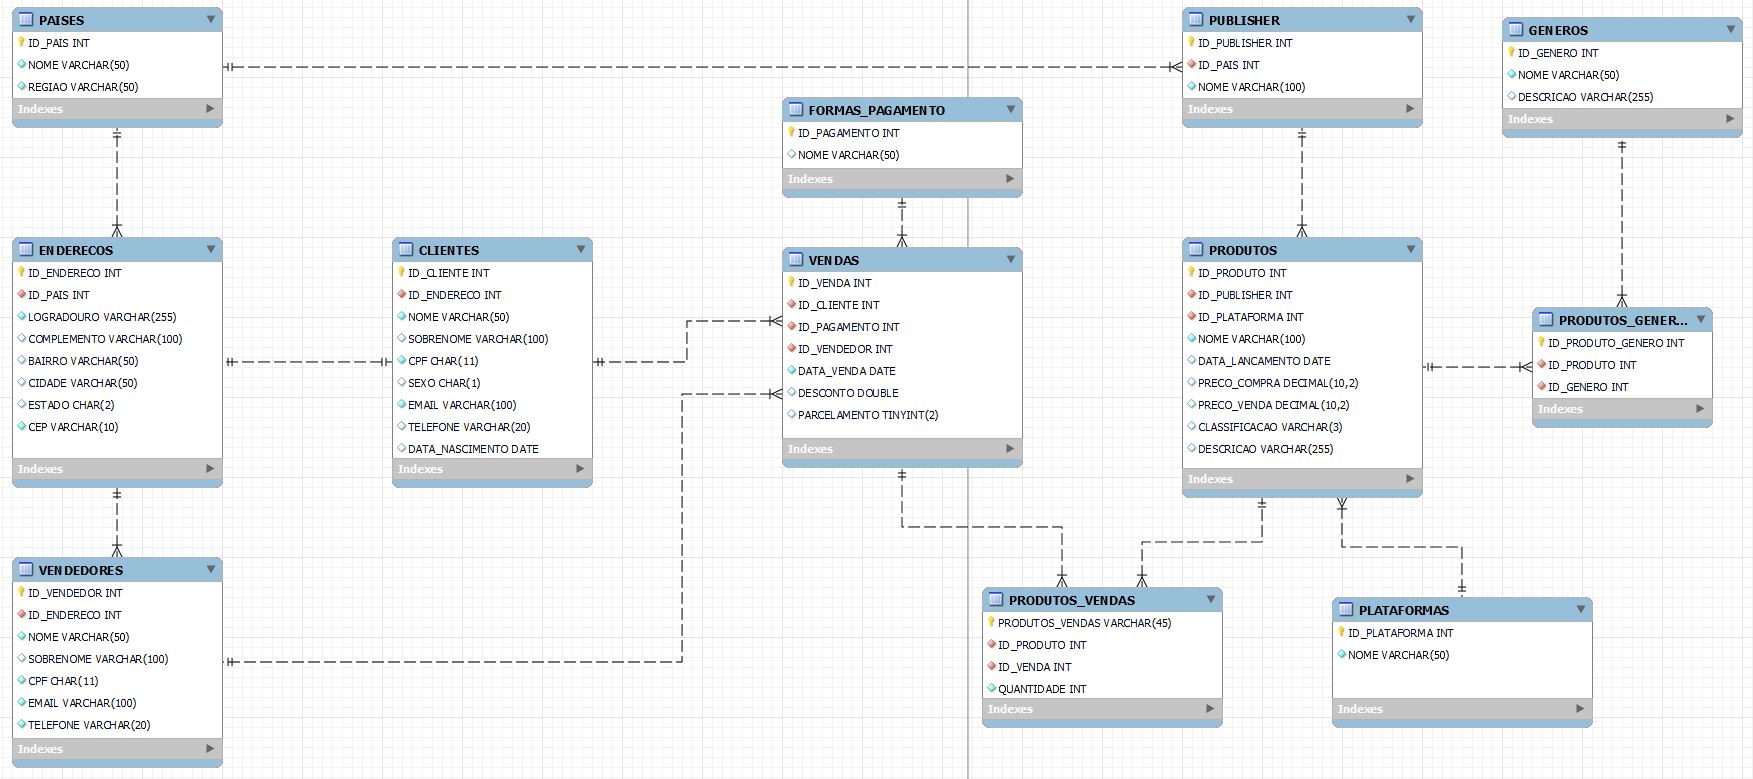 PAISES
ID_PAIS INT
NOME VARCHAR(50)
REGIAO VARCHAR(50)
Indexes
PUBLISHER
ID_PUBLISHER INT
ID_PAIS INT
NOME VARCHAR(100)
Indexes
GENEROS
ID_GENERO INT
NOME VARCHAR(50)
DESCRICAO VARCHAR(255)
Indexes
FORMAS_PAGAMENTO
ID_PAGAMENTO INT
NOME VARCHAR(50)
Indexes
ENDERECOS
ID_ENDERECO INT
ID_PAIS INT
LOGRADOURO VARCHAR(255)
COMPLEMENTO VARCHAR(100)
BAIRRO VARCHAR(50)
CIDADE VARCHAR(50)
ESTADO CHAR(2)
CEP VARCHAR(10)
Indexes
CLIENTES
ID_CLIENTE INT
ID_ENDERECO INT
NOME VARCHAR(50)
SOBRENOME VARCHAR(100)
CPF CHAR(11)
SEXO CHAR(1)
EMAIL VARCHAR(100)
TELEFONE VARCHAR(20)
DATA_NASCIMENTO DATE
Indexes
VENDAS
ID_VENDA INT
ID_CLIENTE INT
ID_PAGAMENTO INT
ID_VENDEDOR INT
DATA_VENDA DATE
DESCONTO DOUBLE
PARCELAMENTO TINYINT(2)
Indexes
PRODUTOS
ID_PRODUTO INT
ID_PUBLISHER INT
ID_PLATAFORMA INT
NOME VARCHAR(100)
DATA_LANCAMENTO DATE
PRECO_COMPRA DECIMAL(10,2)
PRECO_VENDA DECIMAL(10,2)
CLASSIFICACAO VARCHAR(3)
DESCRICAO VARCHAR(255)
Indexes
PRODUTOS_GENER...
ID_PRODUTO_GENERO INT
ID_PRODUTO INT
ID_GENERO INT
Indexes
VENDEDORES
ID_VENDEDOR INT
ID_ENDERECO INT
NOME VARCHAR(50)
SOBRENOME VARCHAR(100)
CPF CHAR(11)
EMAIL VARCHAR(100)
TELEFONE VARCHAR(20)
Indexes
PRODUTOS_VENDAS
PRODUTOS_VENDAS VARCHAR(45)
ID_PRODUTO INT
ID_VENDA INT
QUANTIDADE INT
Indexes
PLATAFORMAS
ID_PLATAFORMA INT
NOME VARCHAR(50)
Indexes